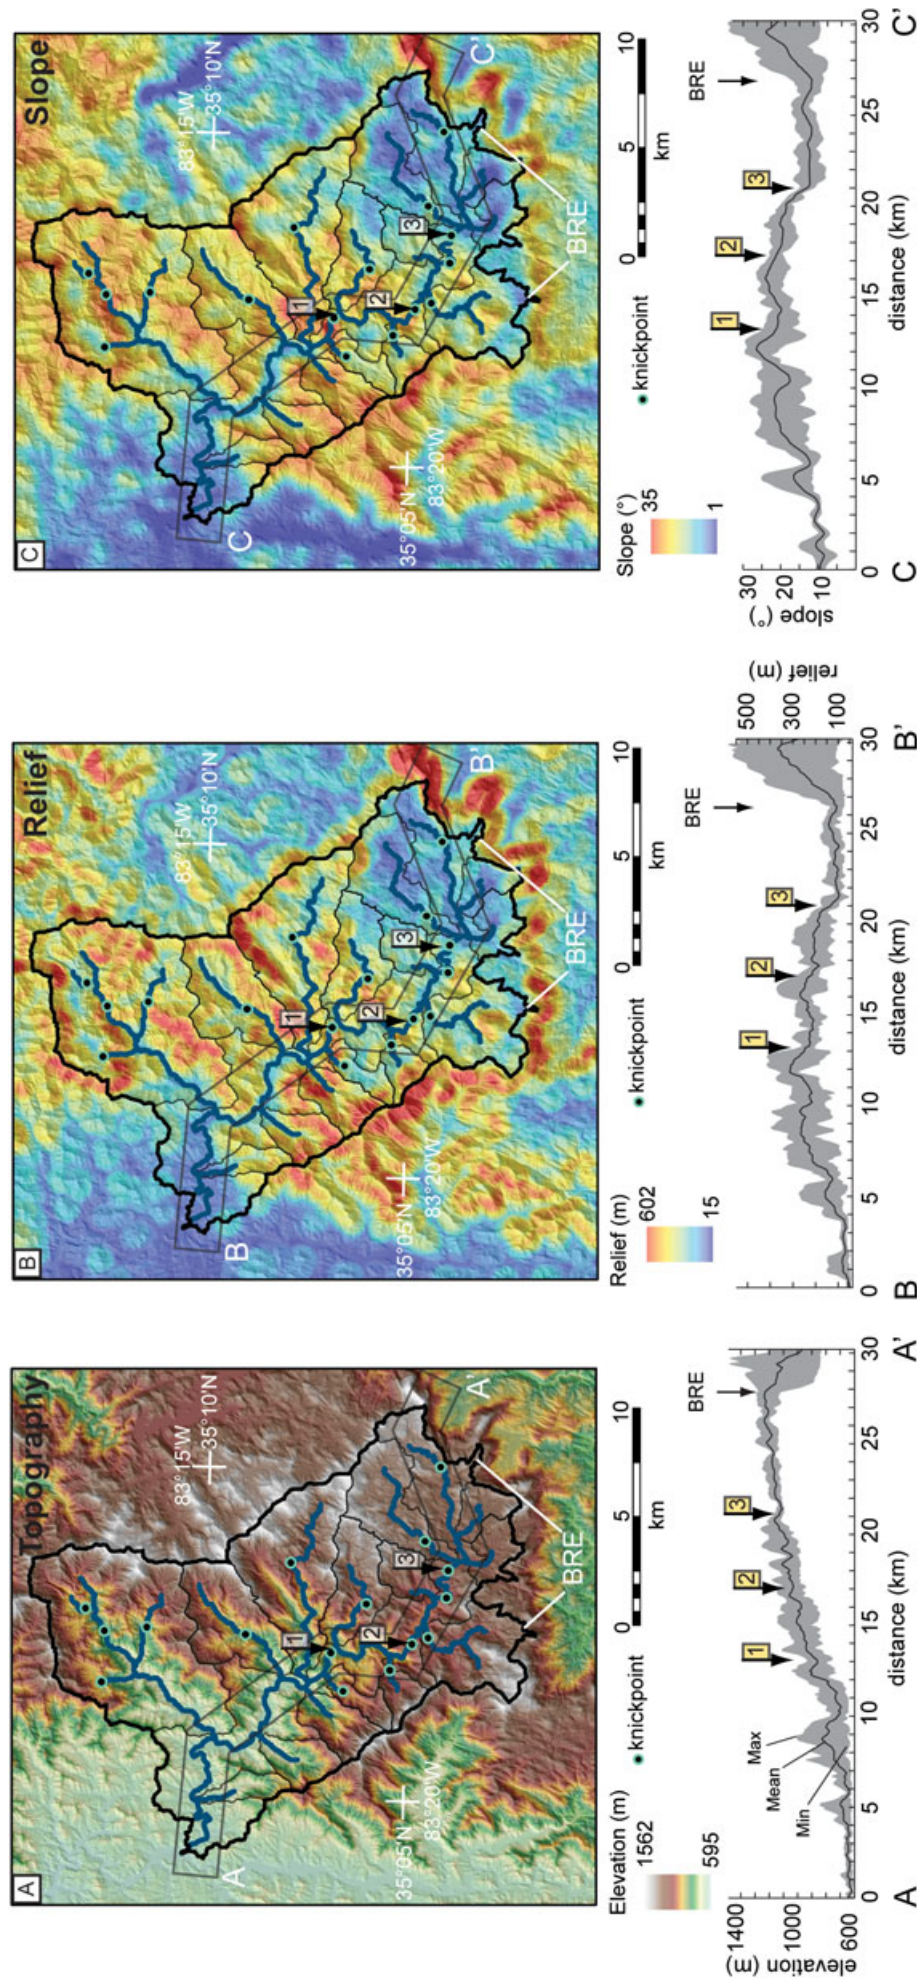 A
Topography
83°15'W
35°10'N
35°05'N
83°20'W
1
2
3
A
A'
BRE
Elevation (m)
1562
595
knickpoint
0 5 10
km
elevation (m)
1400
1000
600
Max
Mean
Min
1
2
3
BRE
0 5 10 15 20 25 30
A distance (km) A'
B
Relief
83°15'W
35°10'N
35°05'N
83°20'W
1
2
3
B
B'
BRE
Relief (m)
602
15
knickpoint
0 5 10
km
1
2
3
BRE
500
300
100
relief (m)
0 5 10 15 20 25 30
B distance (km) B'
C
Slope
83°15'W
35°10'N
35°05'N
83°20'W
1
2
3
C
C'
BRE
Slope (°)
35
1
knickpoint
0 5 10
km
slope (°)
30
20
10
1
2
3
BRE
0 5 10 15 20 25 30
C distance (km) C'